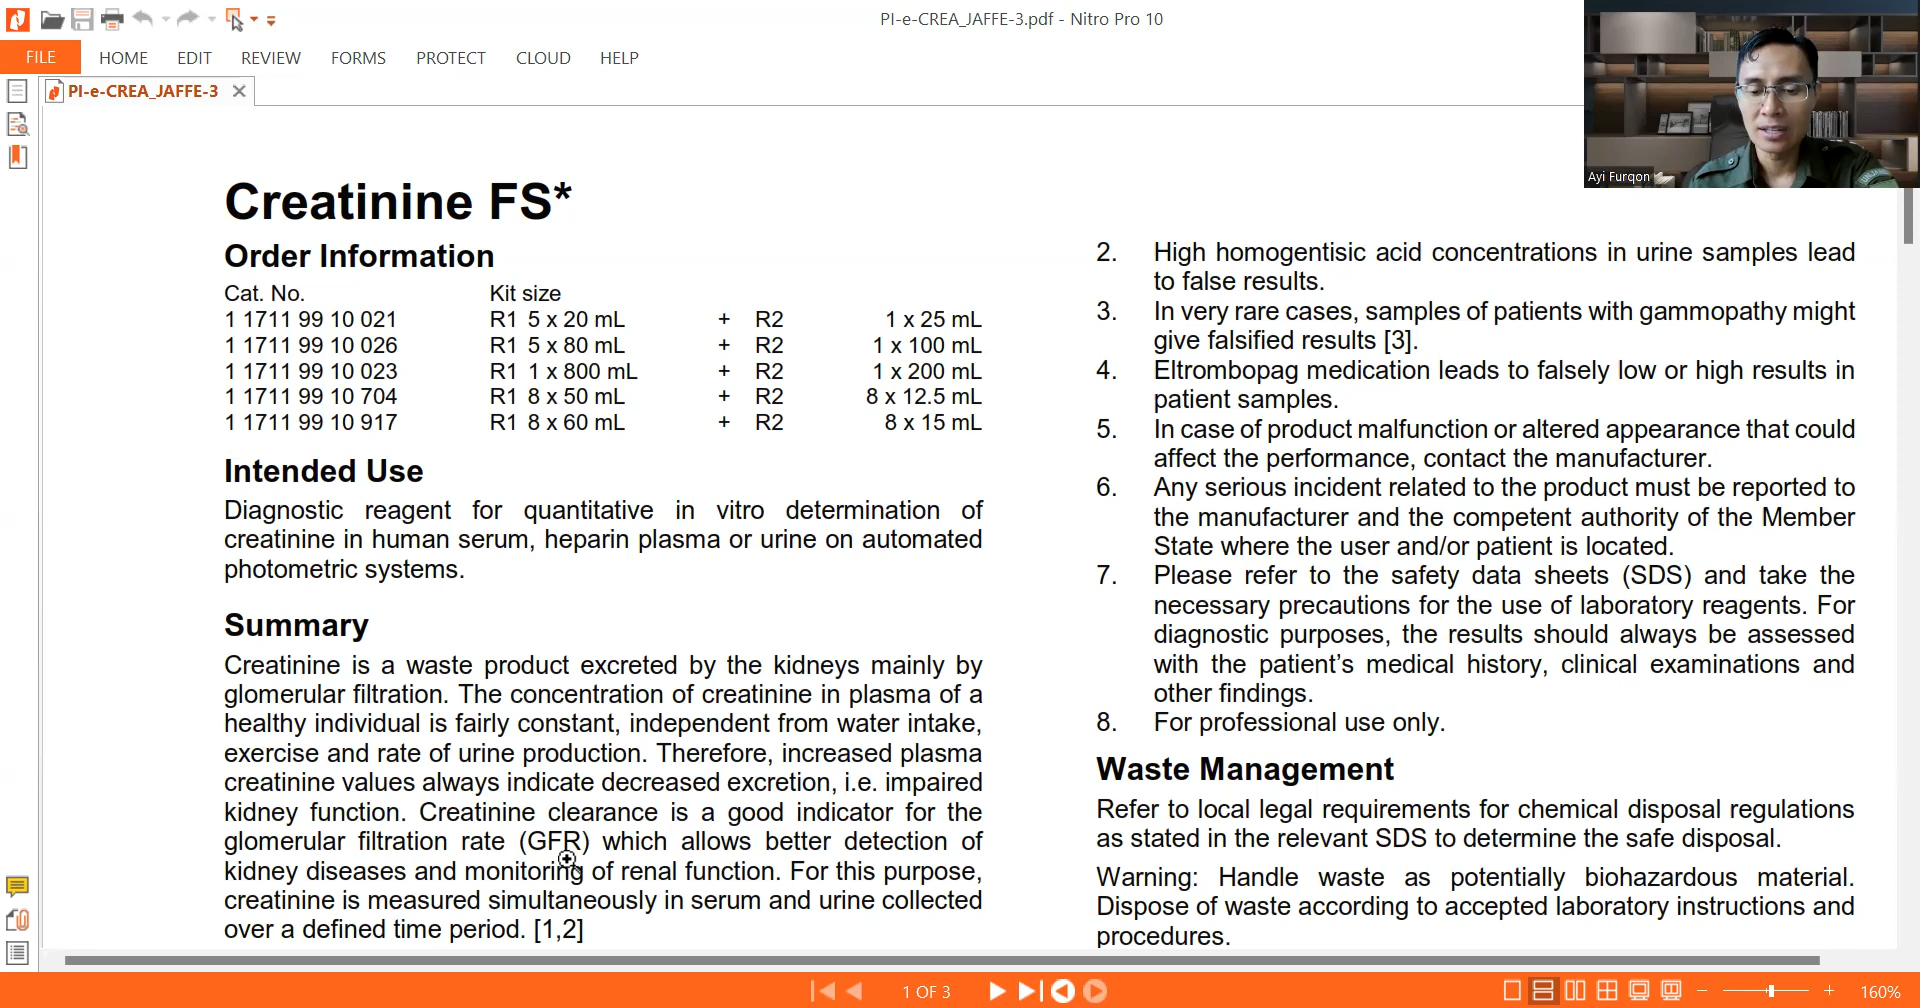 PI-e-CREA_JAFFE-3.pdf - Nitro Pro 10
FILE HOME EDIT REVIEW FORMS PROTECT CLOUD HELP
PI-e-CREA_JAFFE-3
Ayi Furqon
Creatinine FS*
Order Information
Cat. No. Kit size
1 1711 99 10 021 R1 5 x 20 mL + R2 1 x 25 mL
1 1711 99 10 026 R1 5 x 80 mL + R2 1 x 100 mL
1 1711 99 10 023 R1 1 x 800 mL + R2 1 x 200 mL
1 1711 99 10 704 R1 8 x 50 mL + R2 8 x 12.5 mL
1 1711 99 10 917 R1 8 x 60 mL + R2 8 x 15 mL
Intended Use
Diagnostic reagent for quantitative in vitro determination of
creatinine in human serum, heparin plasma or urine on automated
photometric systems.
Summary
Creatinine is a waste product excreted by the kidneys mainly by
glomerular filtration. The concentration of creatinine in plasma of a
healthy individual is fairly constant, independent from water intake,
exercise and rate of urine production. Therefore, increased plasma
creatinine values always indicate decreased excretion, i.e. impaired
kidney function. Creatinine clearance is a good indicator for the
glomerular filtration rate (GFR) which allows better detection of
kidney diseases and monitoring of renal function. For this purpose,
creatinine is measured simultaneously in serum and urine collected
over a defined time period. [1,2]
2. High homogentisic acid concentrations in urine samples lead
to false results.
3. In very rare cases, samples of patients with gammopathy might
give falsified results [3].
4. Eltrombopag medication leads to falsely low or high results in
patient samples.
5. In case of product malfunction or altered appearance that could
affect the performance, contact the manufacturer.
6. Any serious incident related to the product must be reported to
the manufacturer and the competent authority of the Member
State where the user and/or patient is located.
7. Please refer to the safety data sheets (SDS) and take the
necessary precautions for the use of laboratory reagents. For
diagnostic purposes, the results should always be assessed
with the patient's medical history, clinical examinations and
other findings.
8. For professional use only.
Waste Management
Refer to local legal requirements for chemical disposal regulations
as stated in the relevant SDS to determine the safe disposal.
Warning: Handle waste as potentially biohazardous material.
Dispose of waste according to accepted laboratory instructions and
procedures.
1 OF 3
160%